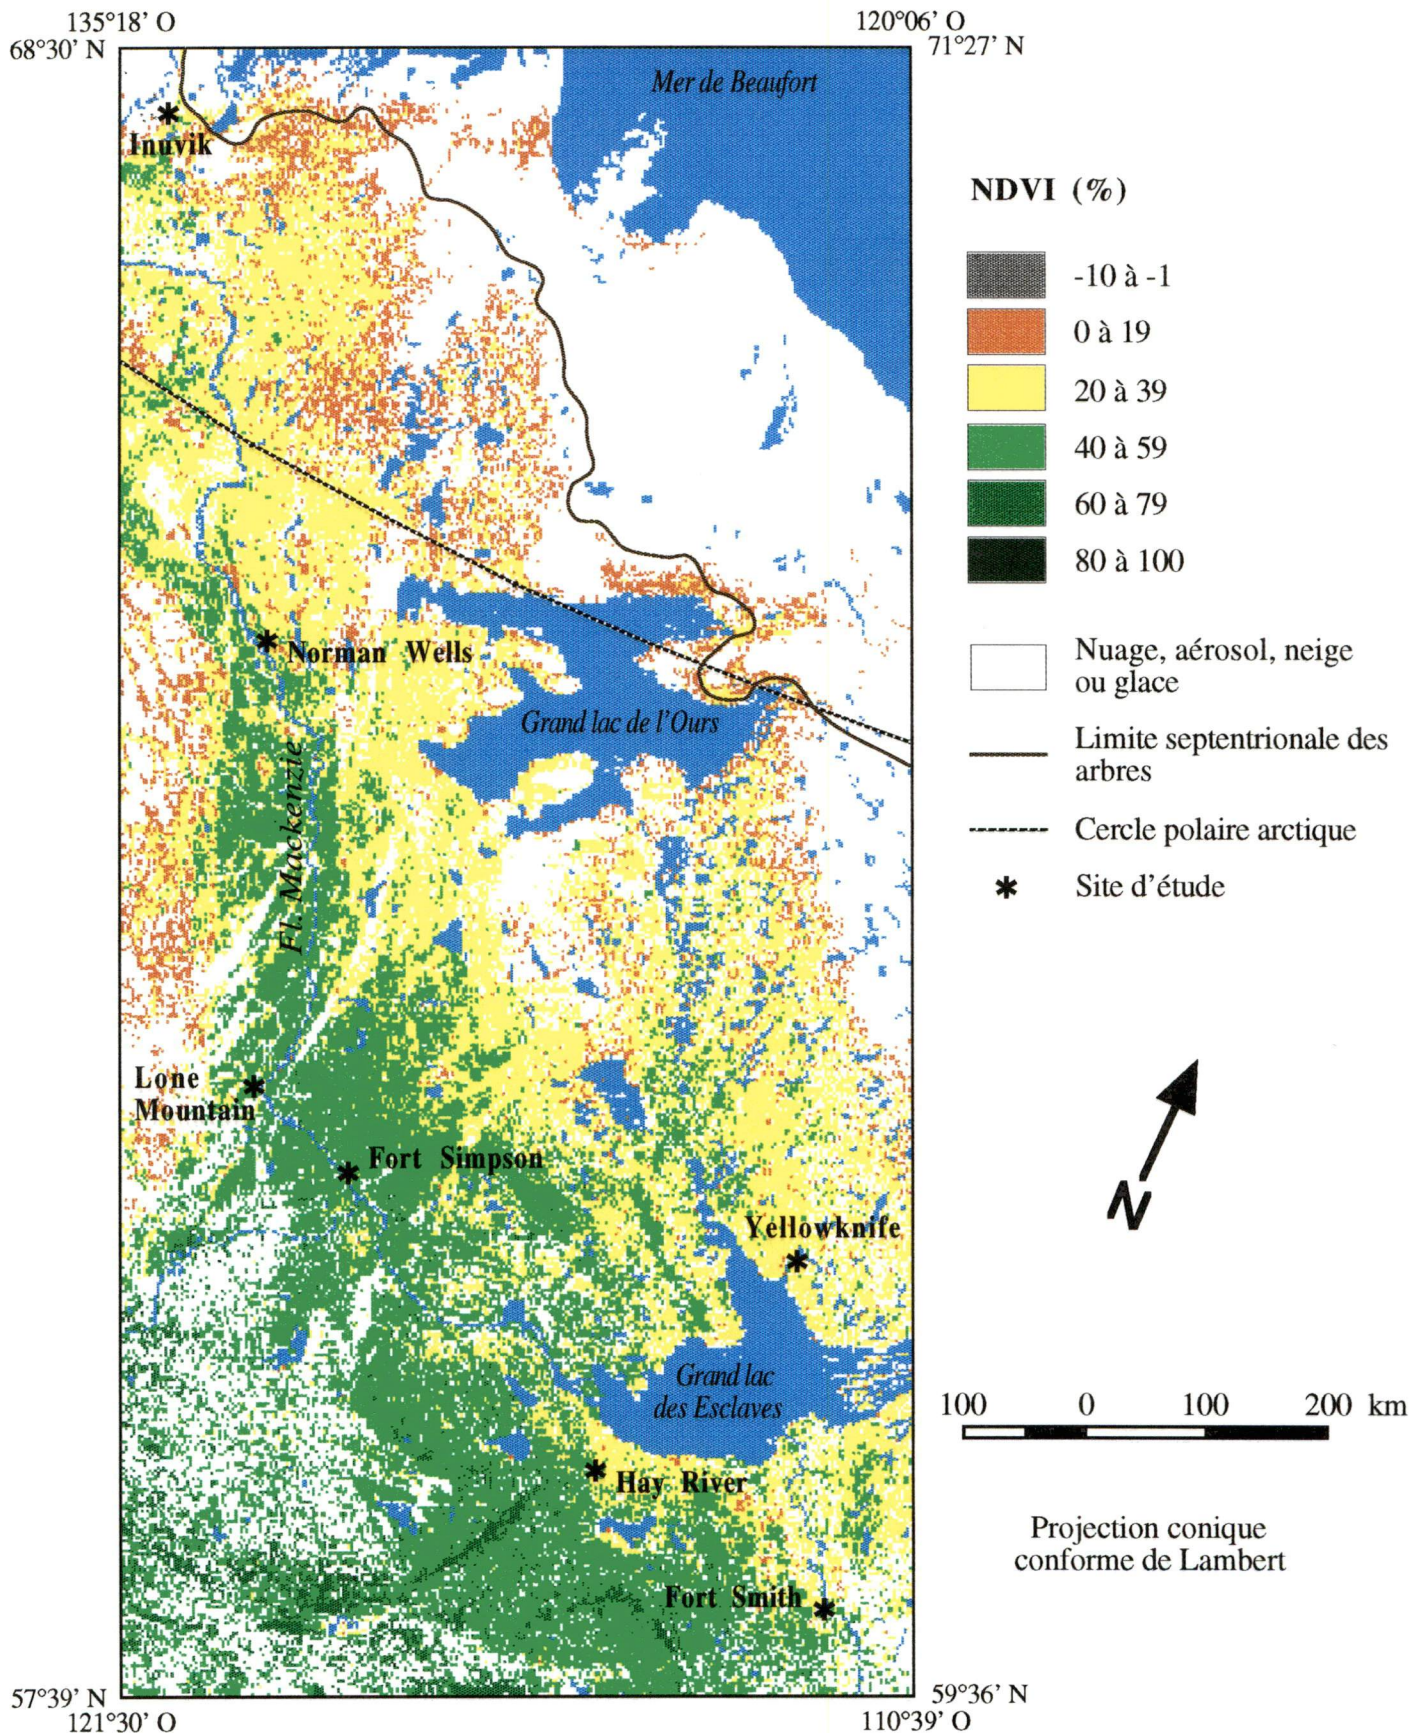 135°18’ O
120°06’ O
68°30’ N
71°27’ N
Mer de Beaufort
Inuvik
NDVI (%)
-10 à -1
0 à 19
20 à 39
40 à 59
60 à 79
80 à 100
Nuage, aérosol, neige
ou glace
Limite septentrionale des
arbres
Cercle polaire arctique
Site d’étude
Norman Wells
Grand lac de l’Ours
Fl. Mackenzie
Lone
Mountain
Fort Simpson
Yellowknife
N
Grand lac
des Esclaves
100 0 100 200 km
Hay River
Projection conique
conforme de Lambert
Fort Smith
57°39’ N
59°36’ N
121°30’ O
110°39’ O